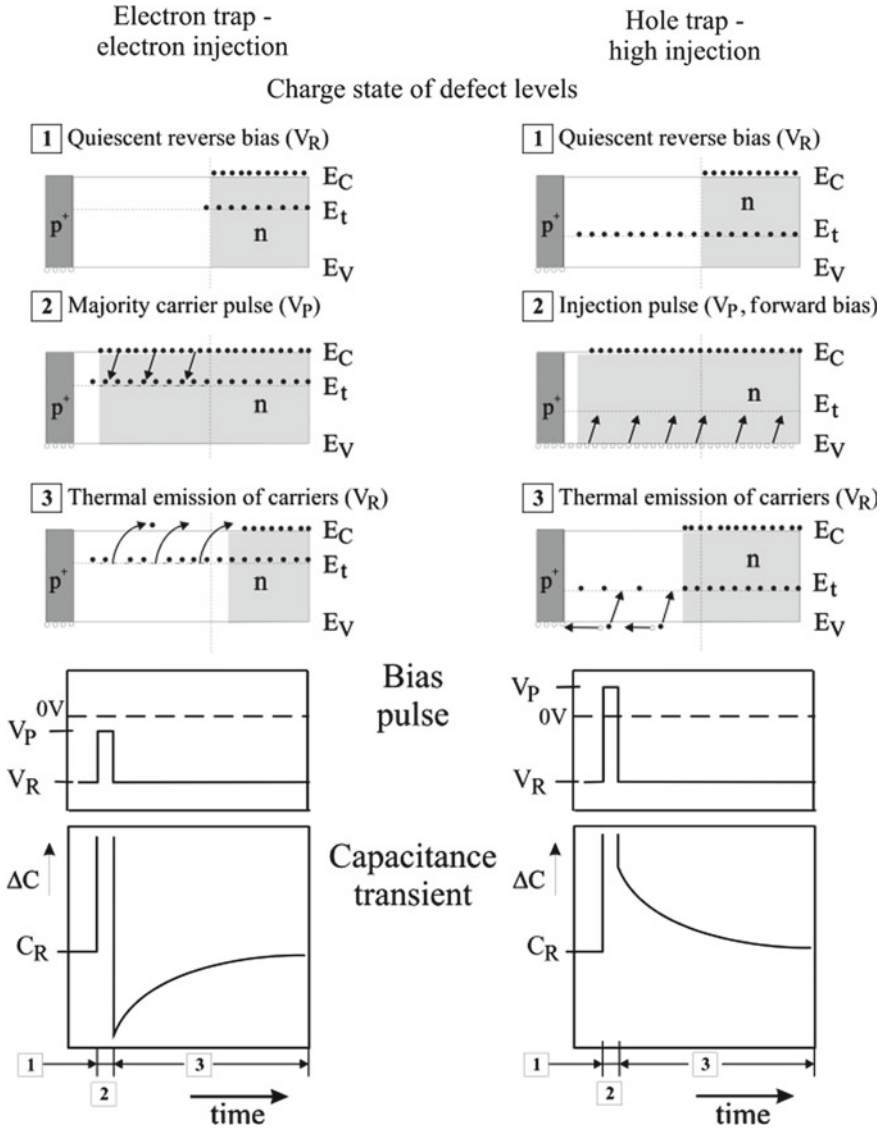 Electron trap -
electron injection
Hole trap -
high injection
Charge state of defect levels
1 Quiescent reverse bias (VR)
p+
EC
Et
n
EV
1 Quiescent reverse bias (VR)
p+
EC
n
Et
EV
2 Majority carrier pulse (VP)
p+
EC
Et
n
EV
2 Injection pulse (VP, forward bias)
p+
EC
n
Et
EV
3 Thermal emission of carriers (VR)
p+
EC
Et
n
EV
3 Thermal emission of carriers (VR)
p+
EC
n
Et
EV
Bias
pulse
0V
VP
VR
VP
0V
VR
Capacitance
transient
ΔC
CR
1
2
3
time
ΔC
CR
1
2
3
time